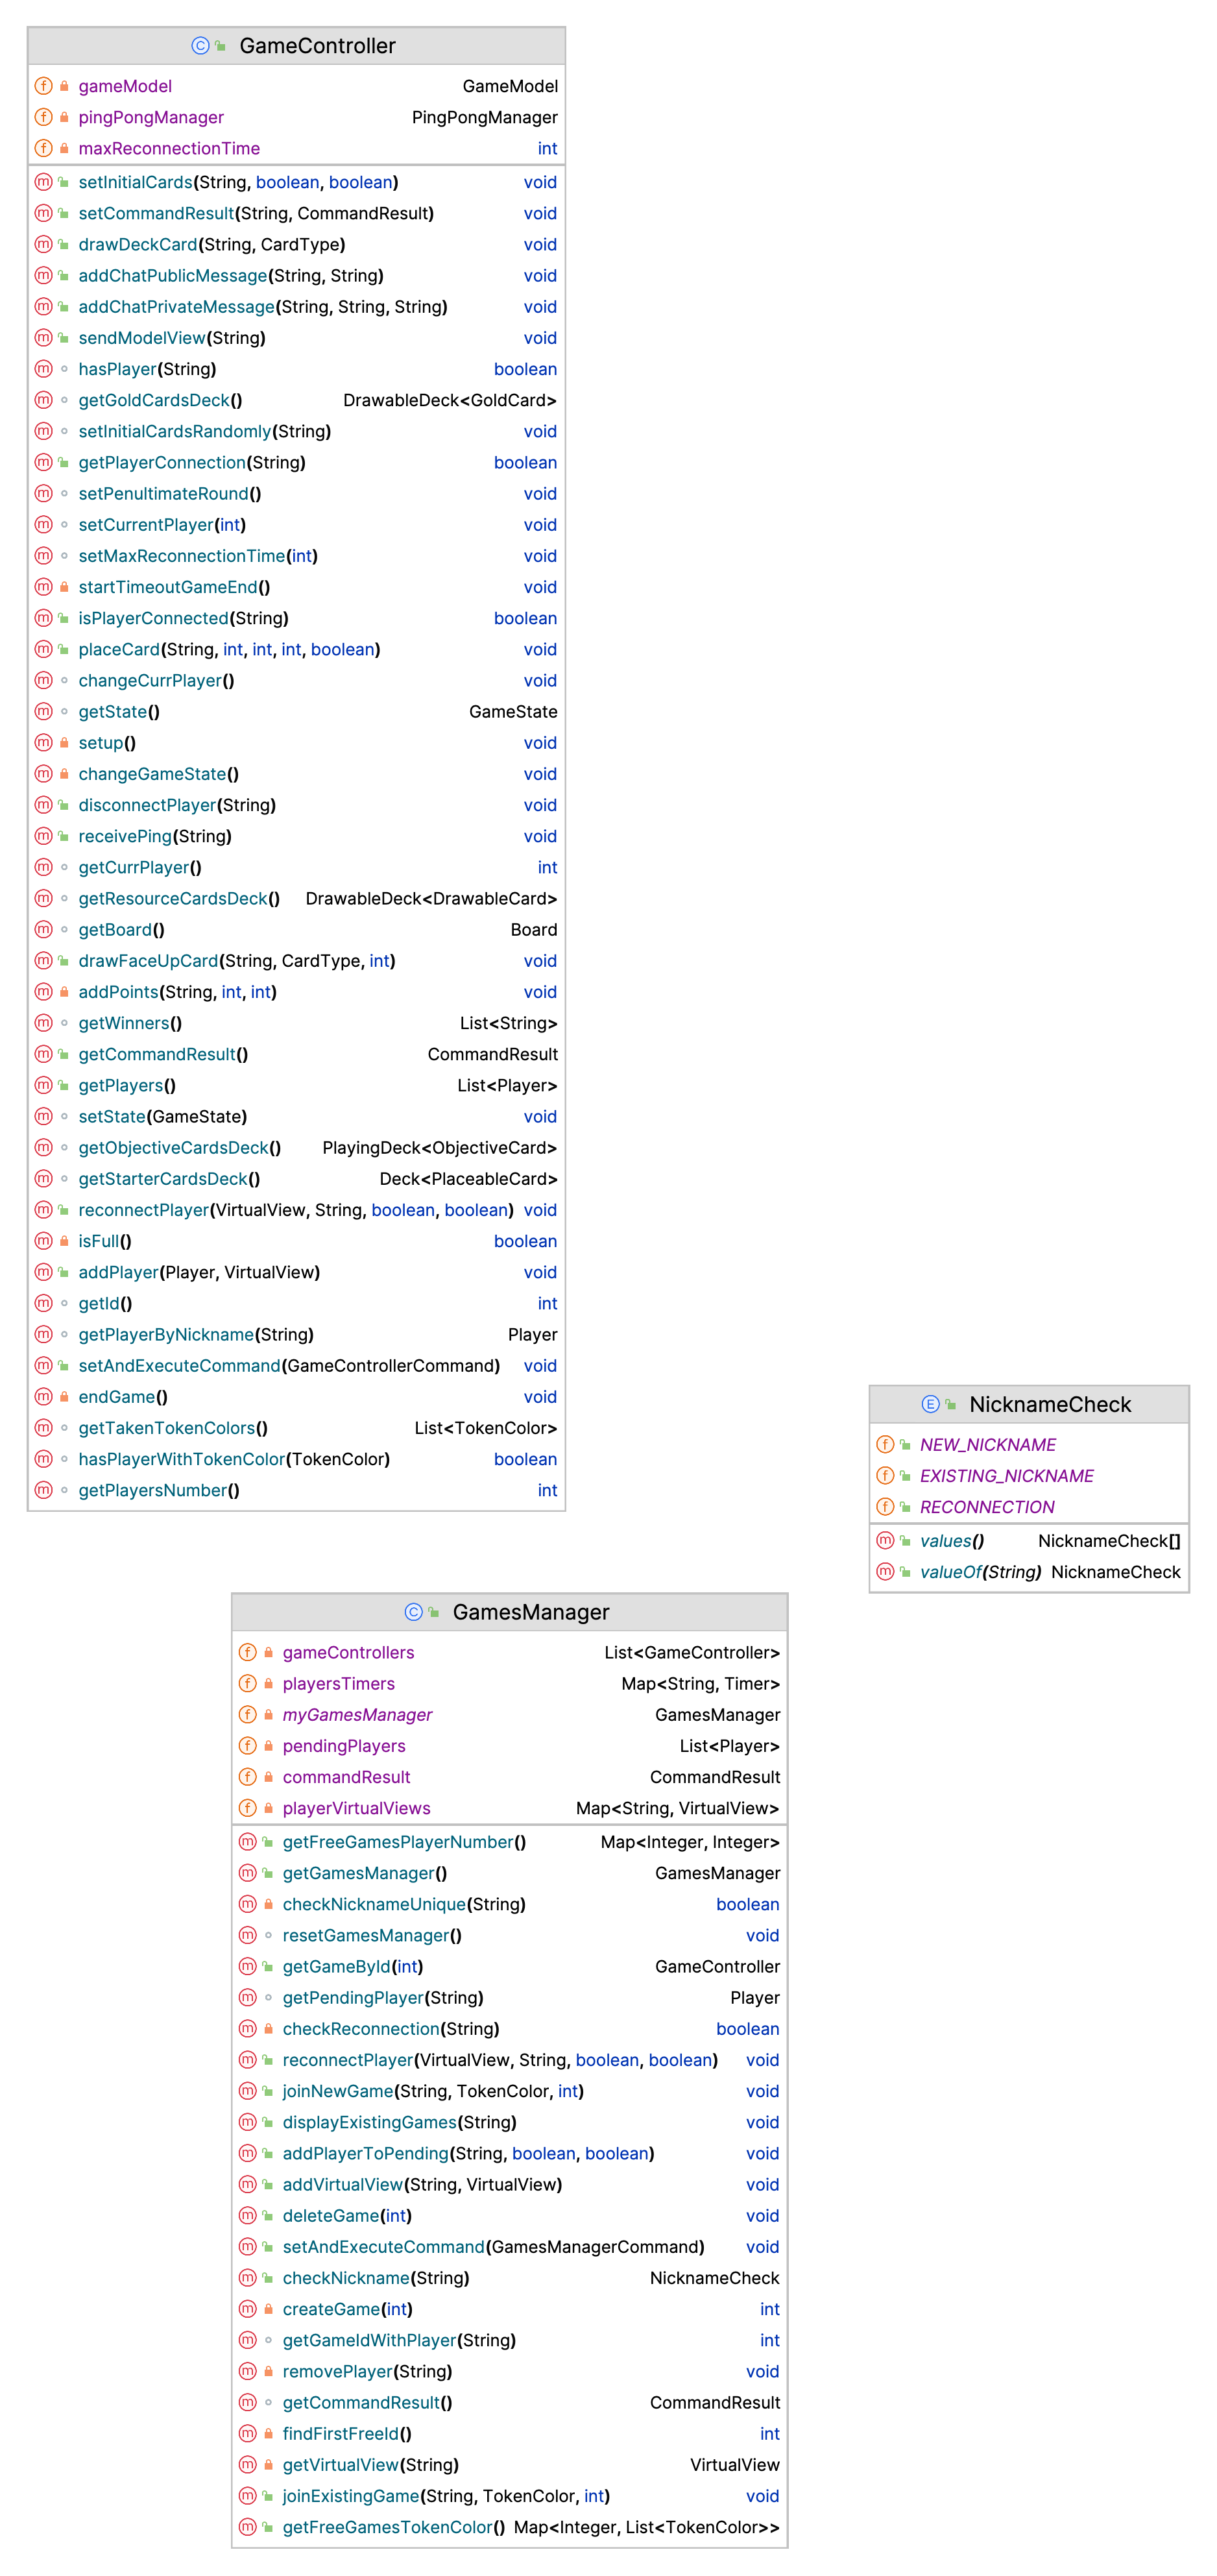 GameController
gameModel GameModel
pingPongManager PingPongManager
maxReconnectionTime int
setInitialCards(String, boolean, boolean) void
setCommandResult(String, CommandResult) void
drawDeckCard(String, CardType) void
addChatPublicMessage(String, String) void
addChatPrivateMessage(String, String, String) void
sendModelView(String) void
hasPlayer(String) boolean
getGoldCardsDeck() DrawableDeck<GoldCard>
setInitialCardsRandomly(String) void
getPlayerConnection(String) boolean
setPenultimateRound() void
setCurrentPlayer(int) void
setMaxReconnectionTime(int) void
startTimeoutGameEnd() void
isPlayerConnected(String) boolean
placeCard(String, int, int, int, boolean) void
changeCurrPlayer() void
getState() GameState
setup() void
changeGameState() void
disconnectPlayer(String) void
receivePing(String) void
getCurrPlayer() int
getResourceCardsDeck() DrawableDeck<DrawableCard>
getBoard() Board
drawFaceUpCard(String, CardType, int) void
addPoints(String, int, int) void
getWinners() List<String>
getCommandResult() CommandResult
getPlayers() List<Player>
setState(GameState) void
getObjectiveCardsDeck() PlayingDeck<ObjectiveCard>
getStarterCardsDeck() Deck<PlaceableCard>
reconnectPlayer(VirtualView, String, boolean, boolean) void
isFull() boolean
addPlayer(Player, VirtualView) void
getId() int
getPlayerByNickname(String) Player
setAndExecuteCommand(GameControllerCommand) void
endGame() void
getTakenTokenColors() List<TokenColor>
hasPlayerWithTokenColor(TokenColor) boolean
getPlayersNumber() int
NicknameCheck
NEW_NICKNAME
EXISTING_NICKNAME
RECONNECTION
values() NicknameCheck[]
valueOf(String) NicknameCheck
GamesManager
gameControllers List<GameController>
playersTimers Map<String, Timer>
myGamesManager GamesManager
pendingPlayers List<Player>
commandResult CommandResult
playerVirtualViews Map<String, VirtualView>
getFreeGamesPlayerNumber() Map<Integer, Integer>
getGamesManager() GamesManager
checkNicknameUnique(String) boolean
resetGamesManager() void
getGameById(int) GameController
getPendingPlayer(String) Player
checkReconnection(String) boolean
reconnectPlayer(VirtualView, String, boolean, boolean) void
joinNewGame(String, TokenColor, int) void
displayExistingGames(String) void
addPlayerToPending(String, boolean, boolean) void
addVirtualView(String, VirtualView) void
deleteGame(int) void
setAndExecuteCommand(GamesManagerCommand) void
checkNickname(String) NicknameCheck
createGame(int) int
getGameIdWithPlayer(String) int
removePlayer(String) void
getCommandResult() CommandResult
findFirstFreeId() int
getVirtualView(String) VirtualView
joinExistingGame(String, TokenColor, int) void
getFreeGamesTokenColor() Map<Integer, List<TokenColor>>